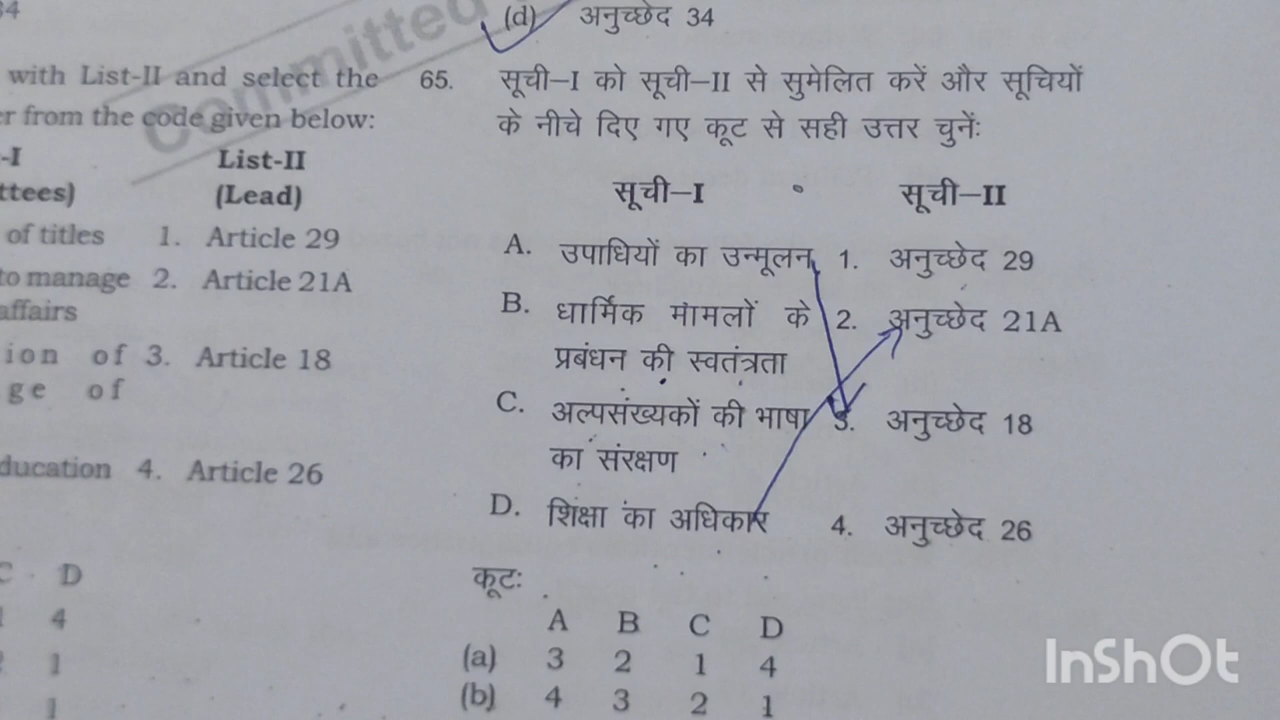 34
(d) अनुच्छेद 34
Committed
with List-II and select the
er from the code given below:
-I List-II
ttees) (Lead)
of titles 1. Article 29
to manage 2. Article 21A
affairs
ion of 3. Article 18
ge of
ducation 4. Article 26
C D
4
1
1
65. सूची–I को सूची–II से सुमेलित करें और सूचियों
के नीचे दिए गए कूट से सही उत्तर चुनें:
सूची–I सूची–II
A. उपाधियों का उन्मूलन 1. अनुच्छेद 29
B. धार्मिक मामलों के 2. अनुच्छेद 21A
प्रबंधन की स्वतंत्रता
C. अल्पसंख्यकों की भाषा 3. अनुच्छेद 18
का संरक्षण
D. शिक्षा का अधिकार 4. अनुच्छेद 26
कूट:
A B C D
(a) 3 2 1 4
(b) 4 3 2 1
InShOt